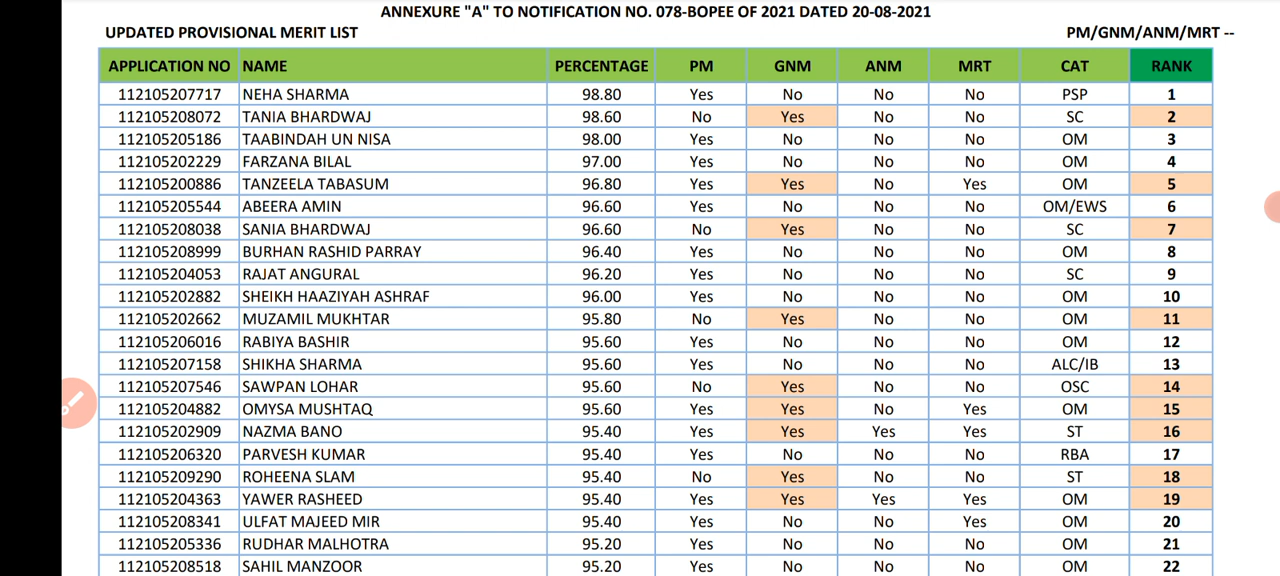 ANNEXURE "A" TO NOTIFICATION NO. 078-BOPEE OF 2021 DATED 20-08-2021
UPDATED PROVISIONAL MERIT LIST PM/GNM/ANM/MRT --
APPLICATION NO NAME PERCENTAGE PM GNM ANM MRT CAT RANK
112105207717 NEHA SHARMA 98.80 Yes No No No PSP 1
112105208072 TANIA BHARDWAJ 98.60 No Yes No No SC 2
112105205186 TAABINDAH UN NISA 98.00 Yes No No No OM 3
112105202229 FARZANA BILAL 97.00 Yes No No No OM 4
112105200886 TANZEELA TABASUM 96.80 Yes Yes No Yes OM 5
112105205544 ABEERA AMIN 96.60 Yes No No No OM/EWS 6
112105208038 SANIA BHARDWAJ 96.60 No Yes No No SC 7
112105208999 BURHAN RASHID PARRAY 96.40 Yes No No No OM 8
112105204053 RAJAT ANGURAL 96.20 Yes No No No SC 9
112105202882 SHEIKH HAAZIYAH ASHRAF 96.00 Yes No No No OM 10
112105202662 MUZAMIL MUKHTAR 95.80 No Yes No No OM 11
112105206016 RABIYA BASHIR 95.60 Yes No No No OM 12
112105207158 SHIKHA SHARMA 95.60 Yes No No No ALC/IB 13
112105207546 SAWPAN LOHAR 95.60 No Yes No No OSC 14
112105204882 OMYSA MUSHTAQ 95.60 Yes Yes No Yes OM 15
112105202909 NAZMA BANO 95.40 Yes Yes Yes Yes ST 16
112105206320 PARVESH KUMAR 95.40 Yes No No No RBA 17
112105209290 ROHEENA SLAM 95.40 No Yes No No ST 18
112105204363 YAWER RASHEED 95.40 Yes Yes Yes Yes OM 19
112105208341 ULFAT MAJEED MIR 95.40 Yes No No Yes OM 20
112105205336 RUDHAR MALHOTRA 95.20 Yes No No No OM 21
112105208518 SAHIL MANZOOR 95.20 Yes No No No OM 22